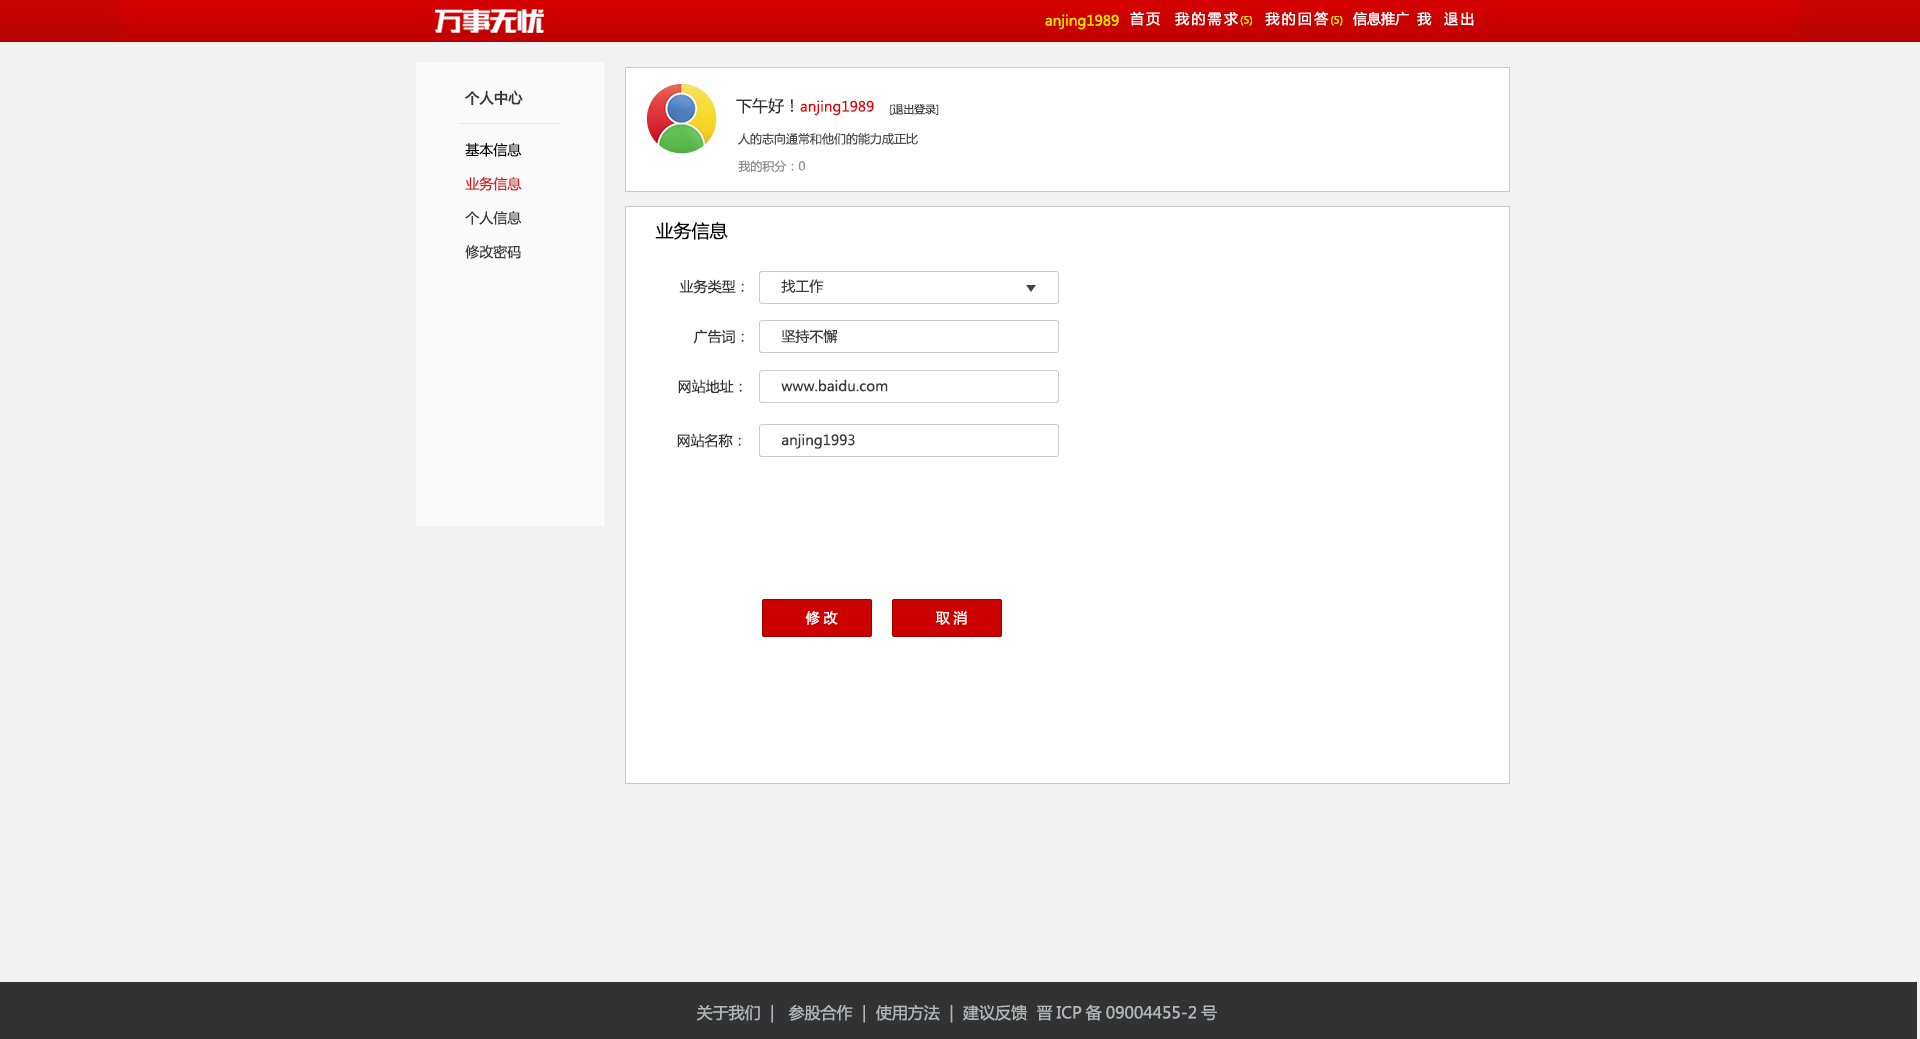 万事无忧
anjing1989 首页 我的需求(5) 我的回答(5) 信息推广 我 退出
个人中心
基本信息
业务信息
个人信息
修改密码
下午好！anjing1989 [退出登录]
人的志向通常和他们的能力成正比
我的积分：0
业务信息
业务类型： 找工作
广告词： 坚持不懈
网站地址： www.baidu.com
网站名称： anjing1993
修改 取消
关于我们 | 参股合作 | 使用方法 | 建议反馈 晋 ICP 备 09004455-2 号